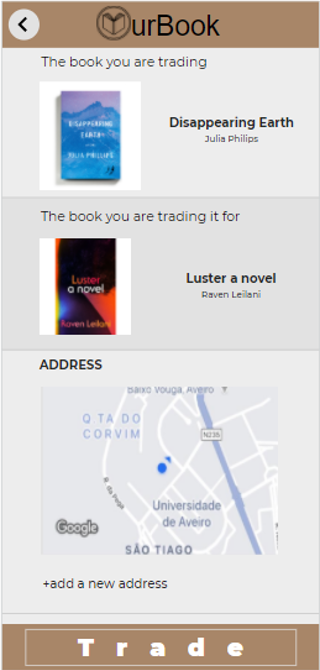 OurBook
The book you are trading
DISAPPEARING
EARTH
JULIA PHILLIPS
Disappearing Earth
Julia Philips
The book you are trading it for
Luster
a novel
Raven Leilani
Luster a novel
Raven Leilani
ADDRESS
Baixo Vouga, Aveiro
Q TA DO
CORVIM
N235
R. da Pega
Universidade
de Aveiro
Google
SÃO TIAGO
+add a new address
Trade